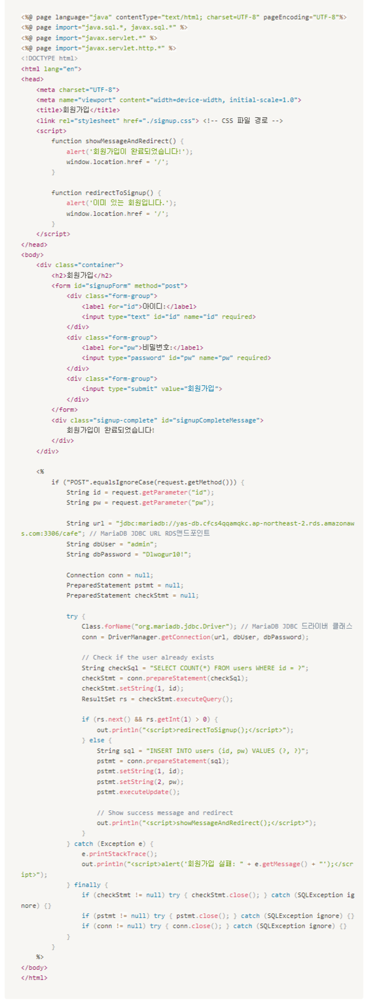 <%@ page language="java" contentType="text/html; charset=UTF-8" pageEncoding="UTF-8"%>
<%@ page import="java.sql.*, javax.sql.*" %>
<%@ page import="javax.servlet.*" %>
<%@ page import="javax.servlet.http.*" %>
<!DOCTYPE html>
<html lang="en">
<head>
    <meta charset="UTF-8">
    <meta name="viewport" content="width=device-width, initial-scale=1.0">
    <title>회원가입</title>
    <link rel="stylesheet" href="./signup.css"> <!-- CSS 파일 경로 -->
    <script>
        function showMessageAndRedirect() {
            alert('회원가입이 완료되었습니다!');
            window.location.href = '/';
        }

        function redirectToSignup() {
            alert('이미 있는 회원입니다.');
            window.location.href = '/';
        }
    </script>
</head>
<body>
    <div class="container">
        <h2>회원가입</h2>
        <form id="signupForm" method="post">
            <div class="form-group">
                <label for="id">아이디:</label>
                <input type="text" id="id" name="id" required>
            </div>
            <div class="form-group">
                <label for="pw">비밀번호:</label>
                <input type="password" id="pw" name="pw" required>
            </div>
            <div class="form-group">
                <input type="submit" value="회원가입">
            </div>
        </form>
        <div class="signup-complete" id="signupCompleteMessage">
            회원가입이 완료되었습니다!
        </div>
    </div>

    <%
        if ("POST".equalsIgnoreCase(request.getMethod())) {
            String id = request.getParameter("id");
            String pw = request.getParameter("pw");

            String url = "jdbc:mariadb://yas-db.cfcs4qqamqkc.ap-northeast-2.rds.amazonaw
s.com:3306/cafe"; // MariaDB JDBC URL RDS앤드포인트
            String dbUser = "admin";
            String dbPassword = "Dlwogur10!";

            Connection conn = null;
            PreparedStatement pstmt = null;
            PreparedStatement checkStmt = null;

            try {
                Class.forName("org.mariadb.jdbc.Driver"); // MariaDB JDBC 드라이버 클래스
                conn = DriverManager.getConnection(url, dbUser, dbPassword);

                // Check if the user already exists
                String checkSql = "SELECT COUNT(*) FROM users WHERE id = ?";
                checkStmt = conn.prepareStatement(checkSql);
                checkStmt.setString(1, id);
                ResultSet rs = checkStmt.executeQuery();

                if (rs.next() && rs.getInt(1) > 0) {
                    out.println("<script>redirectToSignup();</script>");
                } else {
                    String sql = "INSERT INTO users (id, pw) VALUES (?, ?)";
                    pstmt = conn.prepareStatement(sql);
                    pstmt.setString(1, id);
                    pstmt.setString(2, pw);
                    pstmt.executeUpdate();

                    // Show success message and redirect
                    out.println("<script>showMessageAndRedirect();</script>");
                }
            } catch (Exception e) {
                e.printStackTrace();
                out.println("<script>alert('회원가입 실패: " + e.getMessage() + "');</scr
ipt>");
            } finally {
                if (checkStmt != null) try { checkStmt.close(); } catch (SQLException ig
nore) {}
                if (pstmt != null) try { pstmt.close(); } catch (SQLException ignore) {}
                if (conn != null) try { conn.close(); } catch (SQLException ignore) {}
            }
        }
    %>
</body>
</html>